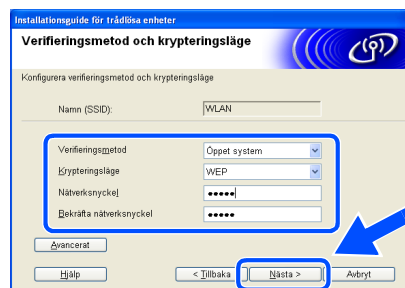 Installationsguide för trådlösa enheter
Verifieringsmetod och krypteringsläge
Konfigurera verifieringsmetod och krypteringsläge
Namn (SSID): WLAN
Verifieringsmetod Öppet system
Krypteringsläge WEP
Nätverksnyckel •••••
Bekräfta nätverksnyckel •••••
Avancerat
Hjälp < Tillbaka Nästa > Avbryt